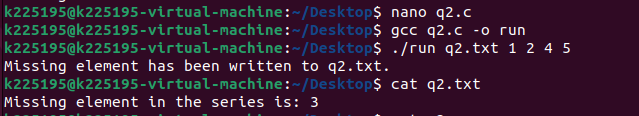 k225195@k225195-virtual-machine:~/Desktop$ nano q2.c
k225195@k225195-virtual-machine:~/Desktop$ gcc q2.c -o run
k225195@k225195-virtual-machine:~/Desktop$ ./run q2.txt 1 2 4 5
Missing element has been written to q2.txt.
k225195@k225195-virtual-machine:~/Desktop$ cat q2.txt
Missing element in the series is: 3